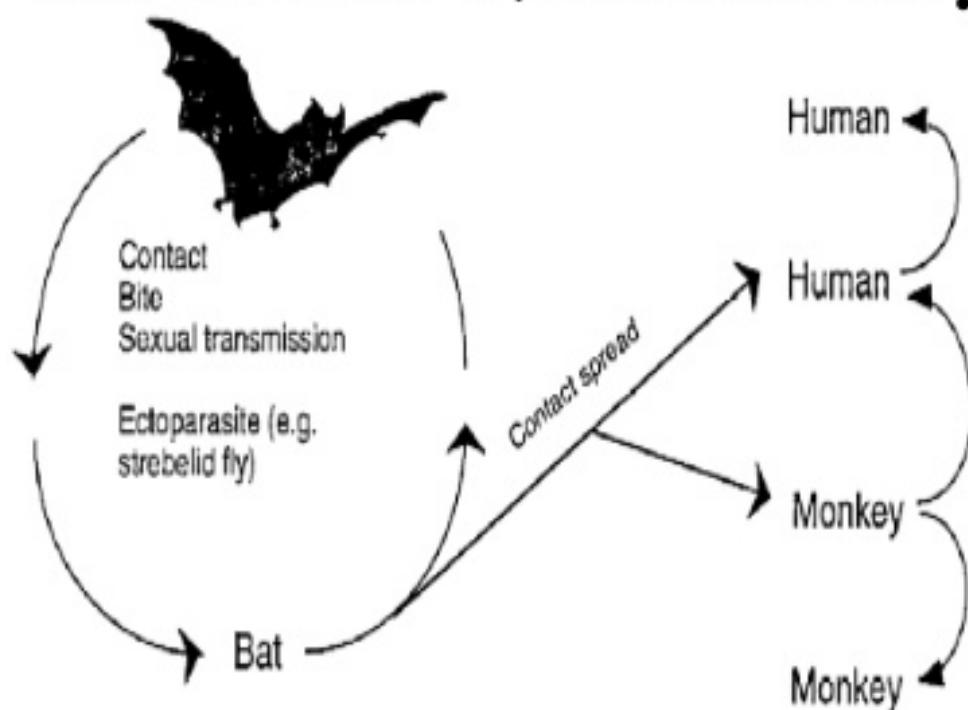 Human
Contact
Bite
Sexual transmission
Human
Contact spread
Ectoparasite (e.g.
strebelid fly)
Monkey
Bat
Monkey